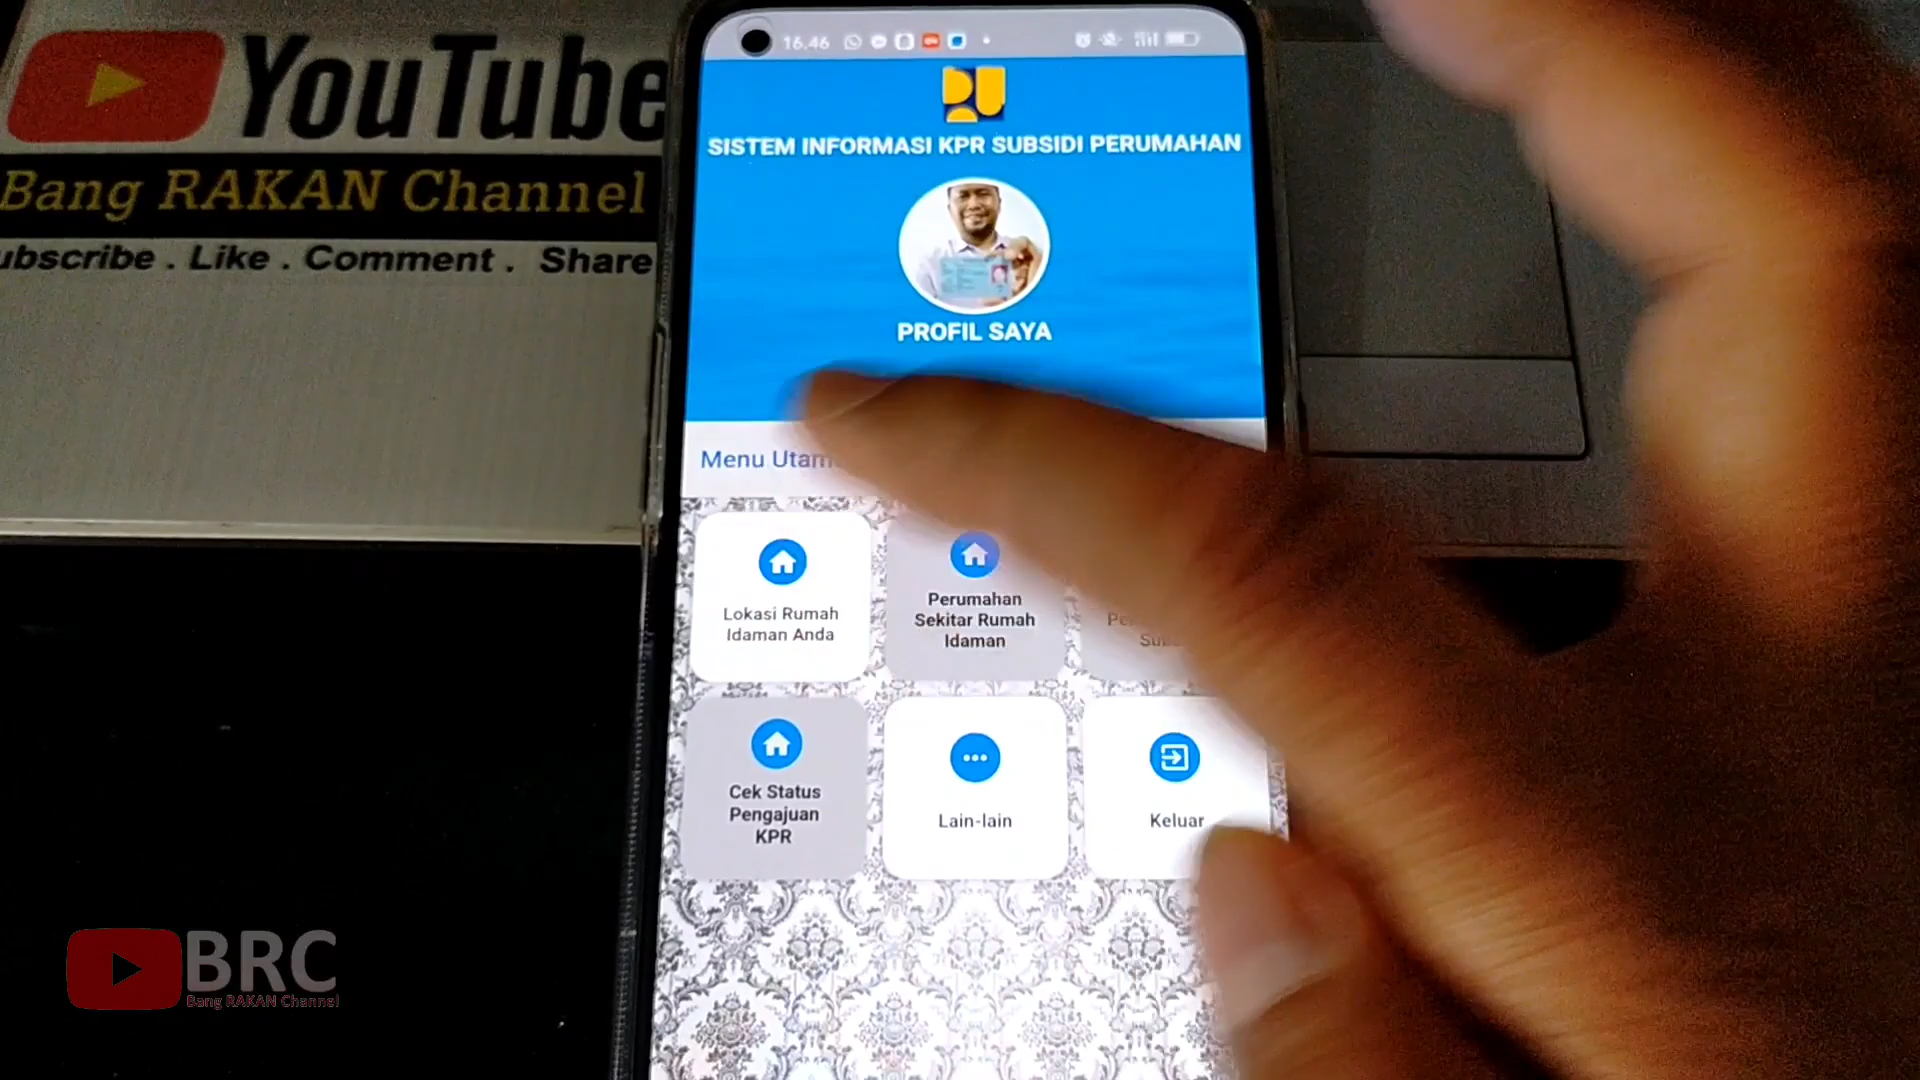 YouTube
Bang RAKAN Channel
ubscribe . Like . Comment . Share
16.46
SISTEM INFORMASI KPR SUBSIDI PERUMAHAN
PROFIL SAYA
Menu Utam
Lokasi Rumah
Idaman Anda
Perumahan
Sekitar Rumah
Idaman
Cek Status
Pengajuan
KPR
Lain-lain
Keluar
BRC
Bang RAKAN Channel